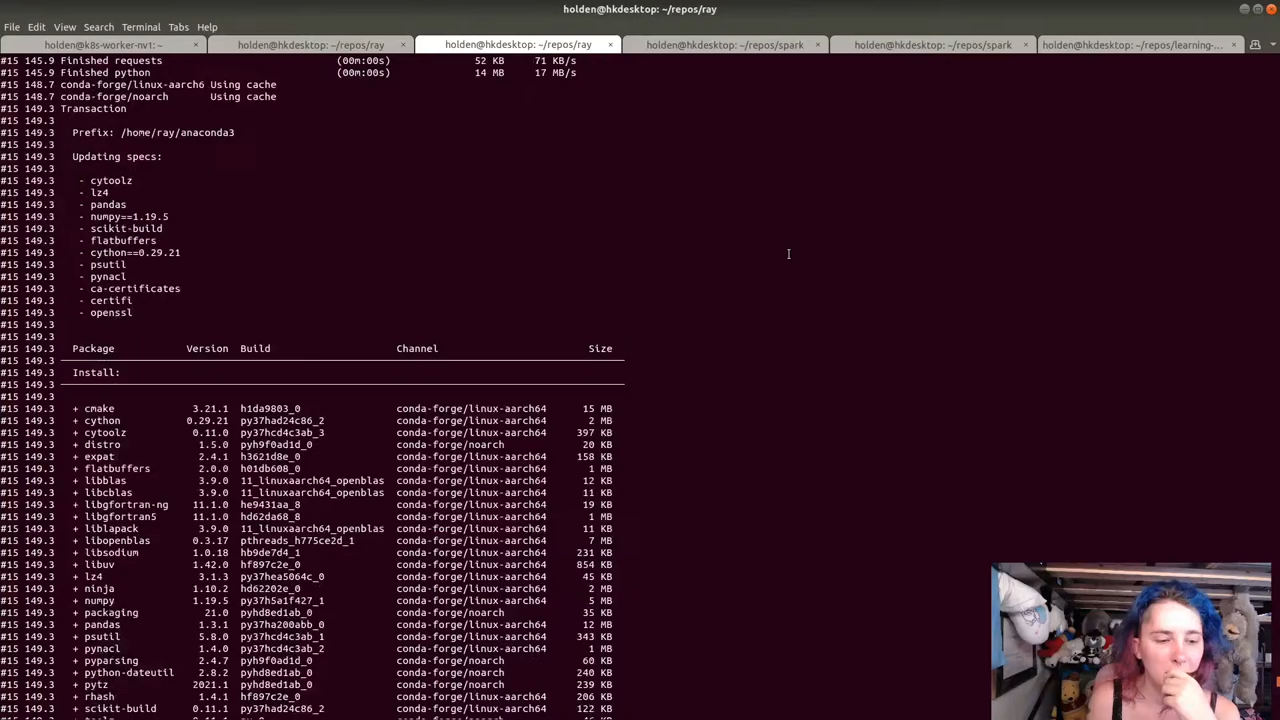 holden@hkdesktop: ~/repos/ray
File Edit View Search Terminal Tabs Help
holden@k8s-worker-nv1: ~ × holden@hkdesktop: ~/repos/ray × holden@hkdesktop: ~/repos/ray × holden@hkdesktop: ~/repos/spark × holden@hkdesktop: ~/repos/spark × holden@hkdesktop: ~/repos/learning-... ×
#15 145.9 Finished requests (00m:00s) 52 KB 71 KB/s
#15 145.9 Finished python (00m:00s) 14 MB 17 MB/s
#15 148.7 conda-forge/linux-aarch6 Using cache
#15 148.7 conda-forge/noarch Using cache
#15 149.3 Transaction
#15 149.3
#15 149.3 Prefix: /home/ray/anaconda3
#15 149.3
#15 149.3 Updating specs:
#15 149.3
#15 149.3 - cytoolz
#15 149.3 - lz4
#15 149.3 - pandas
#15 149.3 - numpy==1.19.5
#15 149.3 - scikit-build
#15 149.3 - flatbuffers
#15 149.3 - cython==0.29.21
#15 149.3 - psutil
#15 149.3 - pynacl
#15 149.3 - ca-certificates
#15 149.3 - certifi
#15 149.3 - openssl
#15 149.3
#15 149.3
#15 149.3 Package Version Build Channel Size
#15 149.3
#15 149.3 Install:
#15 149.3
#15 149.3
#15 149.3 + cmake 3.21.1 h1da9803_0 conda-forge/linux-aarch64 15 MB
#15 149.3 + cython 0.29.21 py37had24c86_2 conda-forge/linux-aarch64 2 MB
#15 149.3 + cytoolz 0.11.0 py37hcd4c3ab_3 conda-forge/linux-aarch64 397 KB
#15 149.3 + distro 1.5.0 pyh9f0ad1d_0 conda-forge/noarch 20 KB
#15 149.3 + expat 2.4.1 h3621d8e_0 conda-forge/linux-aarch64 158 KB
#15 149.3 + flatbuffers 2.0.0 h01db608_0 conda-forge/linux-aarch64 1 MB
#15 149.3 + libblas 3.9.0 11_linuxaarch64_openblas conda-forge/linux-aarch64 12 KB
#15 149.3 + libcblas 3.9.0 11_linuxaarch64_openblas conda-forge/linux-aarch64 11 KB
#15 149.3 + libgfortran-ng 11.1.0 he9431aa_8 conda-forge/linux-aarch64 19 KB
#15 149.3 + libgfortran5 11.1.0 hd62da68_8 conda-forge/linux-aarch64 1 MB
#15 149.3 + liblapack 3.9.0 11_linuxaarch64_openblas conda-forge/linux-aarch64 11 KB
#15 149.3 + libopenblas 0.3.17 pthreads_h775ce2d_1 conda-forge/linux-aarch64 7 MB
#15 149.3 + libsodium 1.0.18 hb9de7d4_1 conda-forge/linux-aarch64 231 KB
#15 149.3 + libuv 1.42.0 hf897c2e_0 conda-forge/linux-aarch64 854 KB
#15 149.3 + lz4 3.1.3 py37hea5064c_0 conda-forge/linux-aarch64 45 KB
#15 149.3 + ninja 1.10.2 hd62202e_0 conda-forge/linux-aarch64 2 MB
#15 149.3 + numpy 1.19.5 py37h5a1f427_1 conda-forge/linux-aarch64 5 MB
#15 149.3 + packaging 21.0 pyhd8ed1ab_0 conda-forge/noarch 35 KB
#15 149.3 + pandas 1.3.1 py37ha200abb_0 conda-forge/linux-aarch64 12 MB
#15 149.3 + psutil 5.8.0 py37hcd4c3ab_1 conda-forge/linux-aarch64 343 KB
#15 149.3 + pynacl 1.4.0 py37hcd4c3ab_2 conda-forge/linux-aarch64 1 MB
#15 149.3 + pyparsing 2.4.7 pyh9f0ad1d_0 conda-forge/noarch 60 KB
#15 149.3 + python-dateutil 2.8.2 pyhd8ed1ab_0 conda-forge/noarch 240 KB
#15 149.3 + pytz 2021.1 pyhd8ed1ab_0 conda-forge/noarch 239 KB
#15 149.3 + rhash 1.4.1 hf897c2e_0 conda-forge/linux-aarch64 206 KB
#15 149.3 + scikit-build 0.11.1 py37had24c86_2 conda-forge/linux-aarch64 122 KB